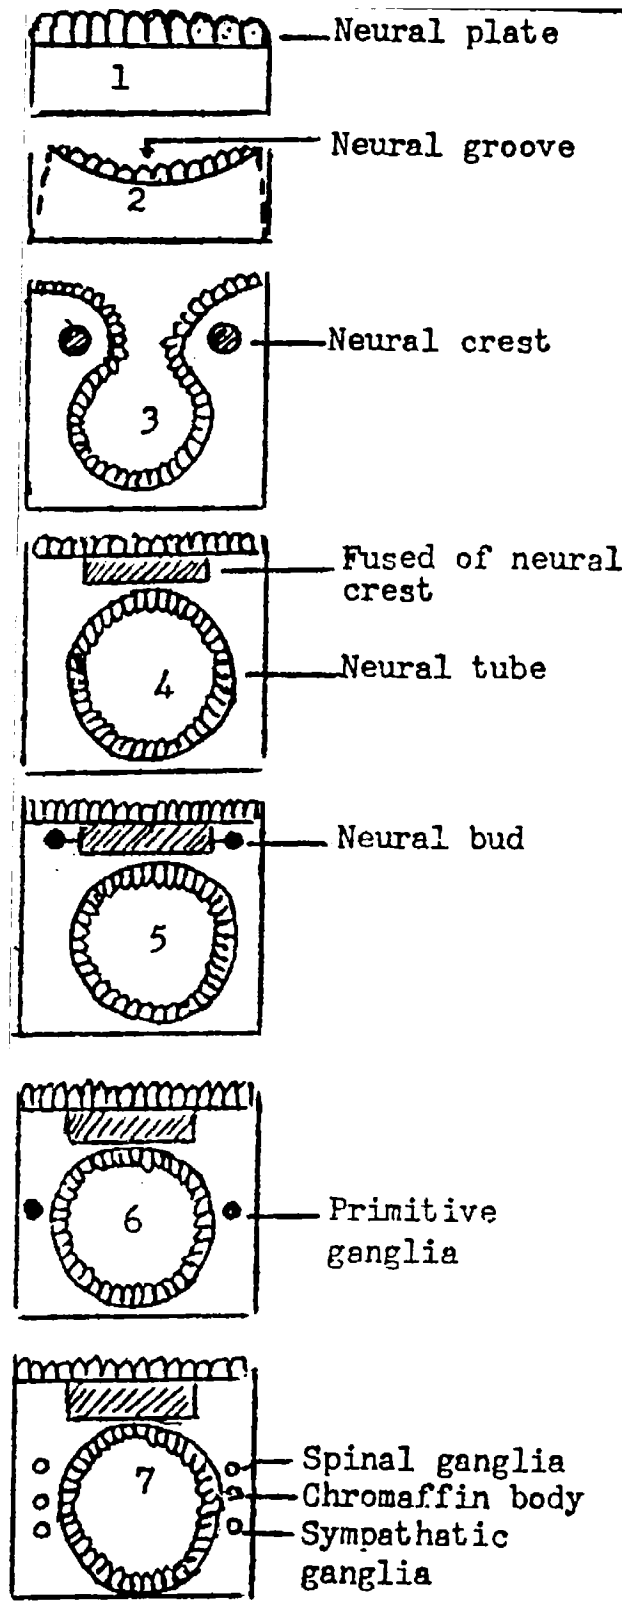 Neural plate
1
Neural groove
2
Neural crest
3
Fused of neural
crest
Neural tube
4
Neural bud
5
Primitive
ganglia
6
Spinal ganglia
Chromaffin body
Sympathatic
ganglia
7